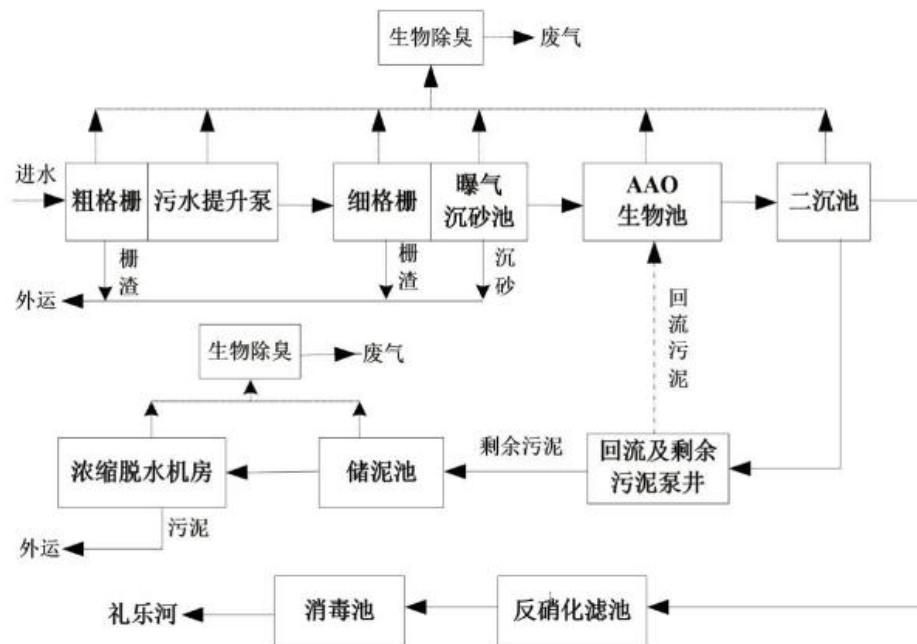 生物除臭
废气
进水
粗格栅
污水提升泵
细格栅
曝气
沉砂池
AAO
生物池
二沉池
栅渣
栅渣
沉砂
外运
回流污泥
生物除臭
废气
浓缩脱水机房
储泥池
剩余污泥
回流及剩余
污泥泵井
污泥
外运
礼乐河
消毒池
反硝化滤池